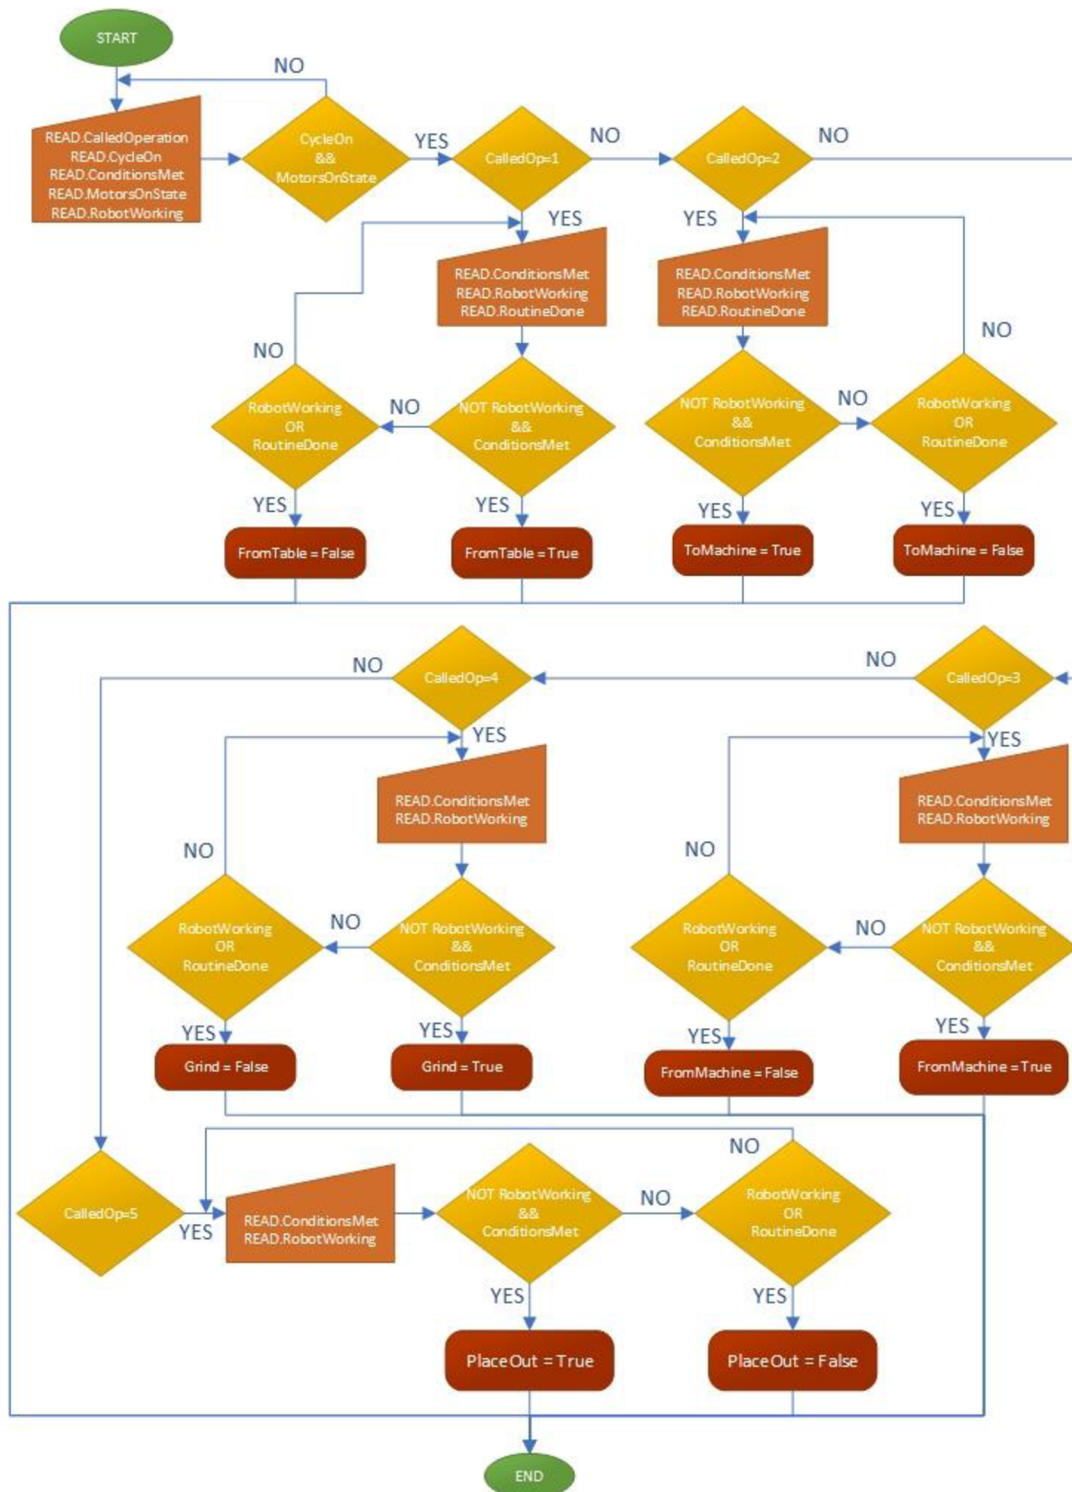 START
NO
READ.CalledOperation
READ.CycleOn
READ.ConditionsMet
READ.MotorsOnState
READ.RobotWorking
CycleOn
&&
MotorsOnState
YES
CalledOp=1
NO
CalledOp=2
NO
YES
YES
READ.ConditionsMet
READ.RobotWorking
READ.RoutineDone
READ.ConditionsMet
READ.RobotWorking
READ.RoutineDone
NO
NO
RobotWorking
OR
RoutineDone
NO
NOT RobotWorking
&&
ConditionsMet
NOT RobotWorking
&&
ConditionsMet
NO
RobotWorking
OR
RoutineDone
YES
YES
YES
YES
FromTable = False
FromTable = True
ToMachine = True
ToMachine = False
NO
CalledOp=4
NO
CalledOp=3
YES
YES
READ.ConditionsMet
READ.RobotWorking
READ.ConditionsMet
READ.RobotWorking
NO
NO
RobotWorking
OR
RoutineDone
NO
NOT RobotWorking
&&
ConditionsMet
RobotWorking
OR
RoutineDone
NO
NOT RobotWorking
&&
ConditionsMet
YES
YES
YES
YES
Grind = False
Grind = True
FromMachine = False
FromMachine = True
NO
CalledOp=5
YES
READ.ConditionsMet
READ.RobotWorking
NOT RobotWorking
&&
ConditionsMet
NO
RobotWorking
OR
RoutineDone
YES
YES
PlaceOut = True
PlaceOut = False
END